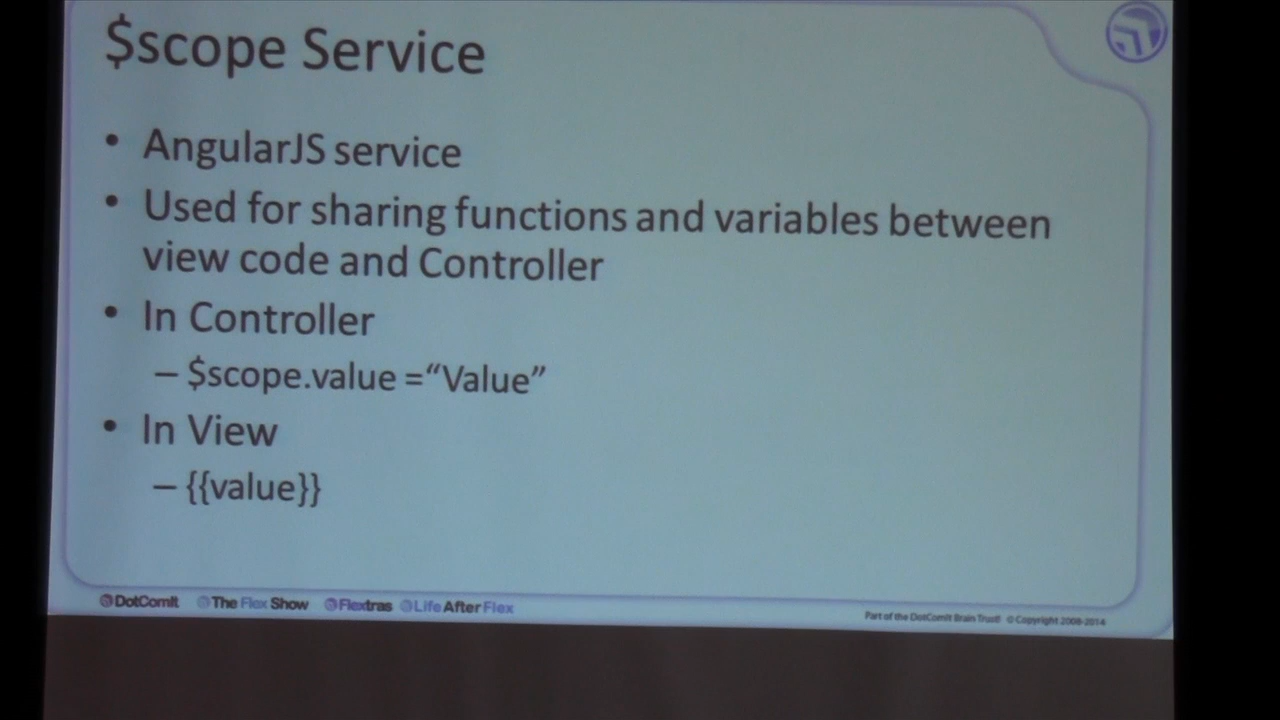 $scope Service
• AngularJS service
• Used for sharing functions and variables between
view code and Controller
• In Controller
– $scope.value =“Value”
• In View
– {{value}}
DotComIt The Flex Show Flextras Life After Flex
Part of the DotComIt Brain Trust! © Copyright 2008-2014